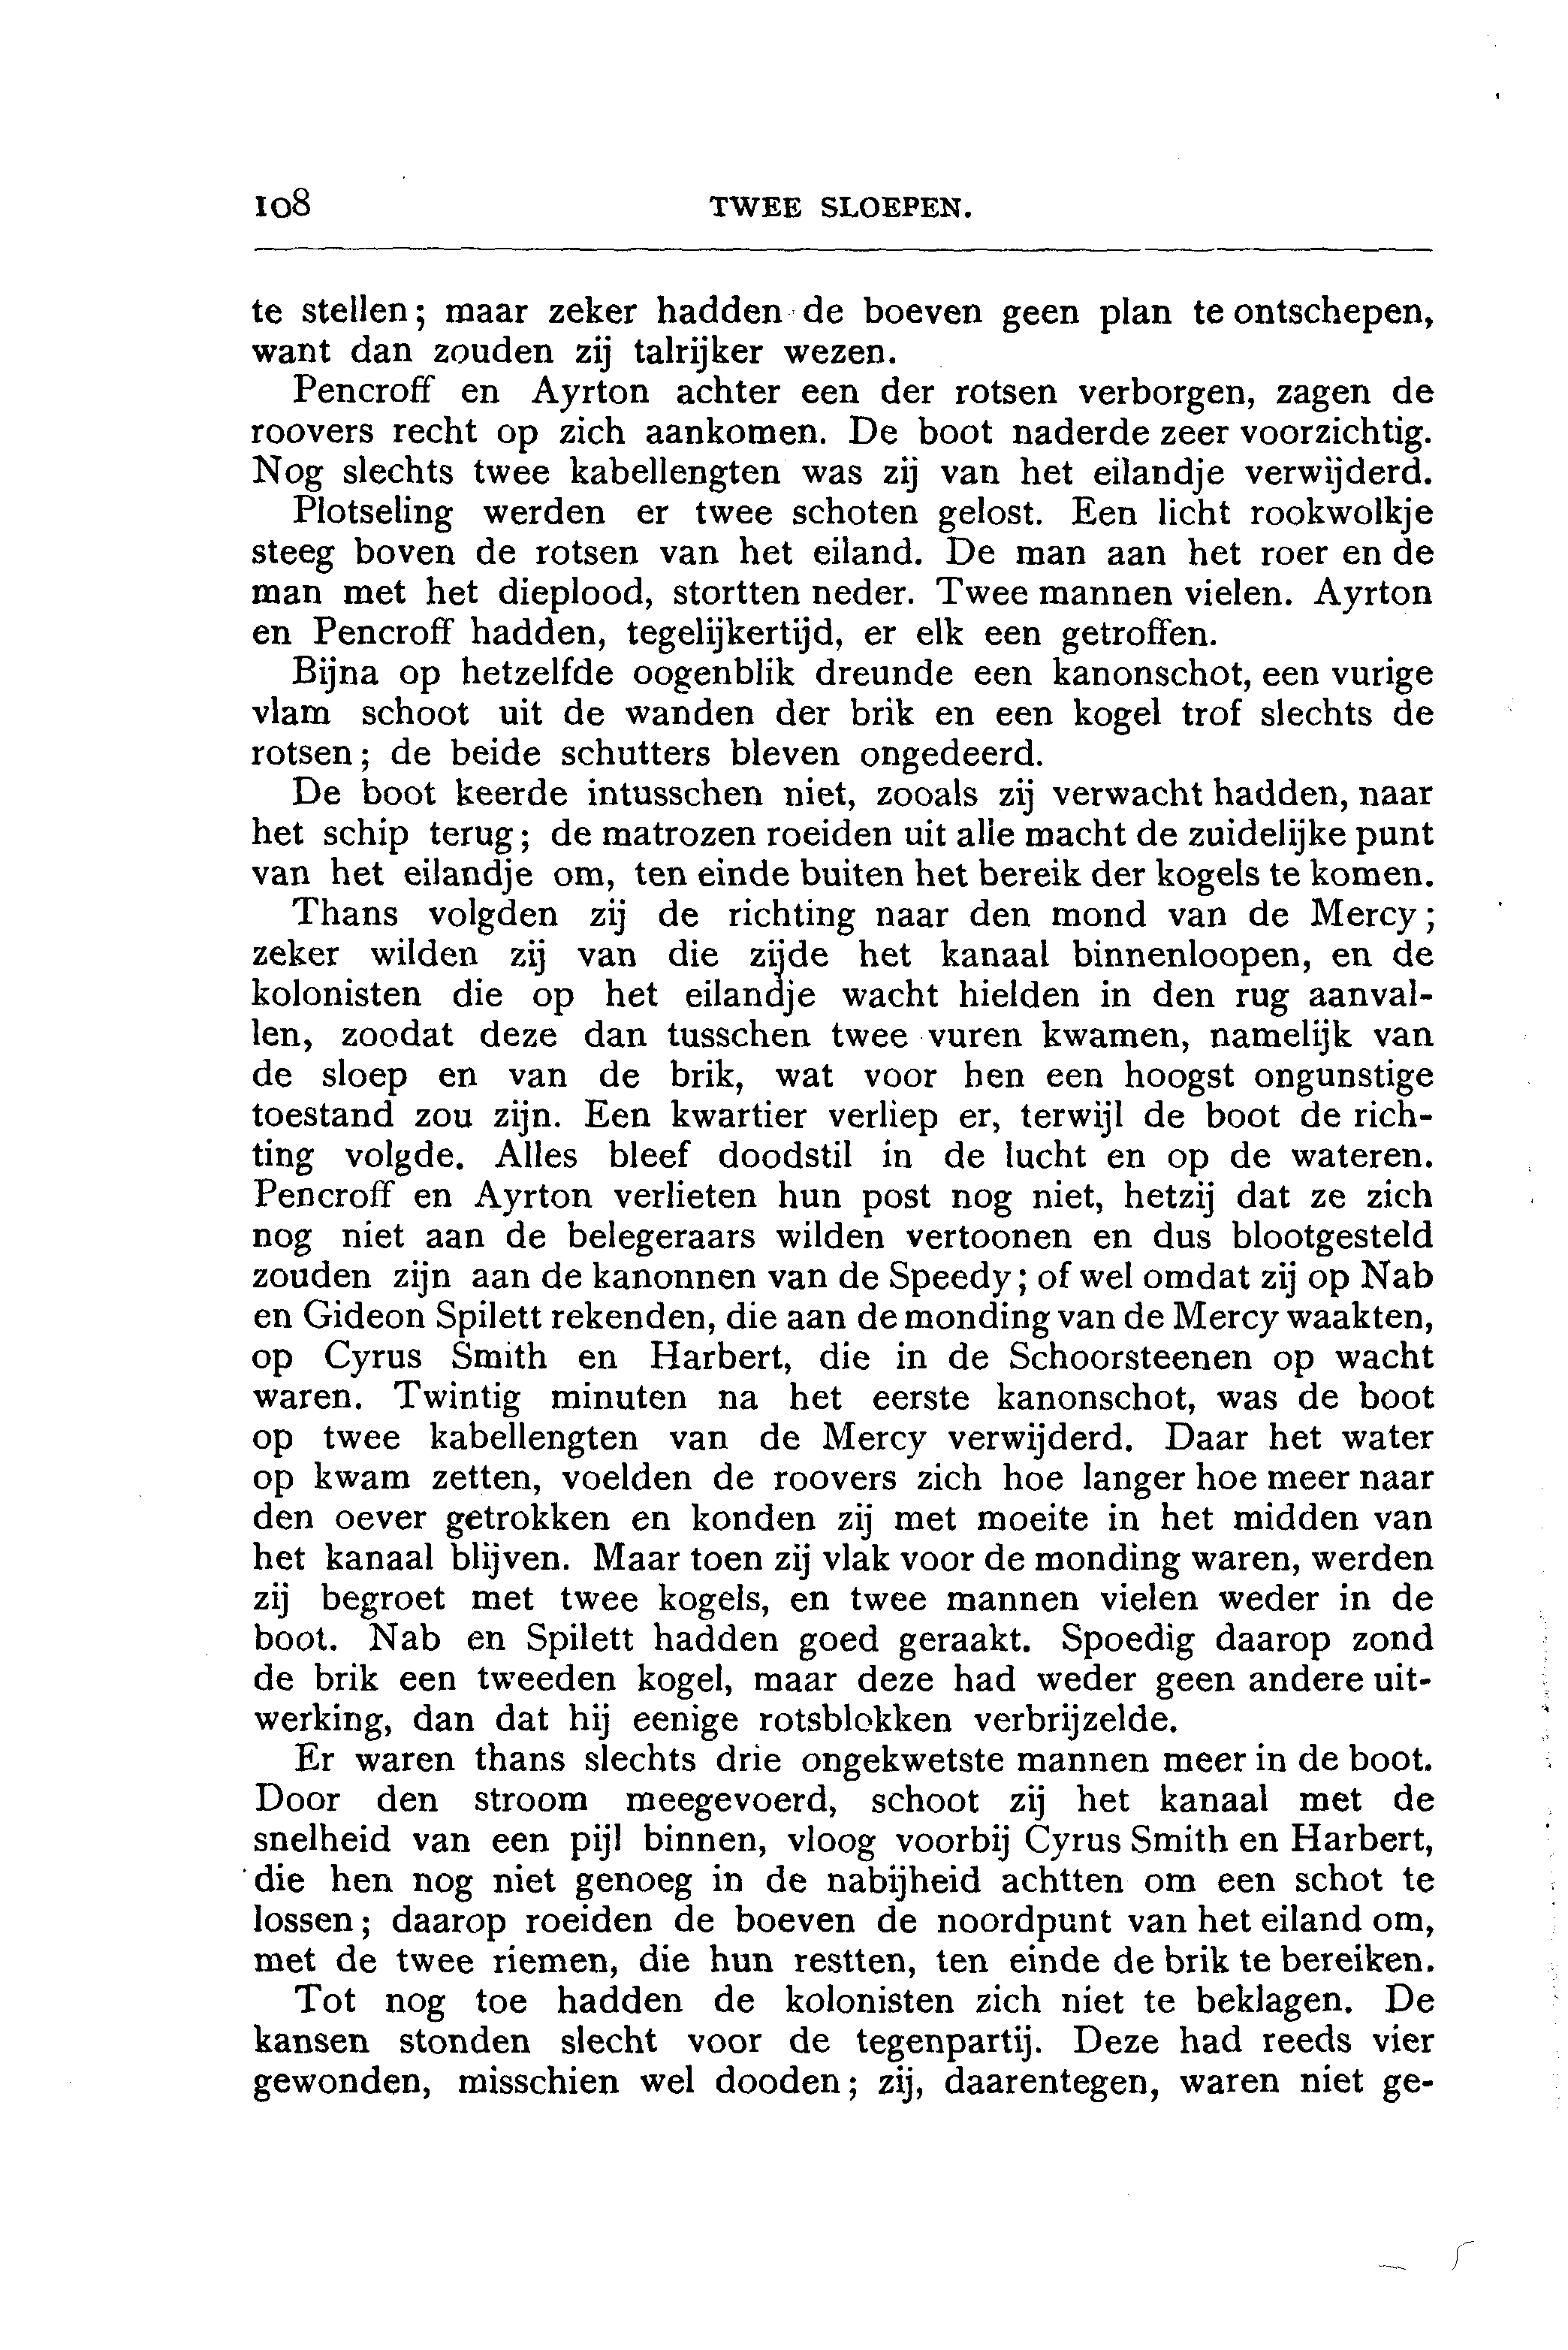 108 TWEE SLOEPEN.
te stellen; maar zeker hadden de boeven geen plan te ontschepen,
want dan zouden zij talrijker wezen.
Pencroff en Ayrton achter een der rotsen verborgen, zagen de
roovers recht op zich aankomen. De boot naderde zeer voorzichtig.
Nog slechts twee kabellengten was zij van het eilandje verwijderd.
Plotseling werden er twee schoten gelost. Een licht rookwolkje
steeg boven de rotsen van het eiland. De man aan het roer en de
man met het dieplood, stortten neder. Twee mannen vielen. Ayrton
en Pencroff hadden, tegelijkertijd, er elk een getroffen.
Bijna op hetzelfde oogenblik dreunde een kanonschot, een vurige
vlam schoot uit de wanden der brik en een kogel trof slechts de
rotsen; de beide schutters bleven ongedeerd.
De boot keerde intusschen niet, zooals zij verwacht hadden, naar
het schip terug; de matrozen roeiden uit alle macht de zuidelijke punt
van het eilandje om, ten einde buiten het bereik der kogels te komen.
Thans volgden zij de richting naar den mond van de Mercy;
zeker wilden zij van die zijde het kanaal binnenloopen, en de
kolonisten die op het eilandje wacht hielden in den rug aanval-
len, zoodat deze dan tusschen twee vuren kwamen, namelijk van
de sloep en van de brik, wat voor hen een hoogst ongunstige
toestand zou zijn. Een kwartier verliep er, terwijl de boot de rich-
ting volgde. Alles bleef doodstil in de lucht en op de wateren.
Pencroff en Ayrton verlieten hun post nog niet, hetzij dat ze zich
nog niet aan de belegeraars wilden vertoonen en dus blootgesteld
zouden zijn aan de kanonnen van de Speedy; of wel omdat zij op Nab
en Gideon Spilett rekenden, die aan de monding van de Mercy waakten,
op Cyrus Smith en Harbert, die in de Schoorsteenen op wacht
waren. Twintig minuten na het eerste kanonschot, was de boot
op twee kabellengten van de Mercy verwijderd. Daar het water
op kwam zetten, voelden de roovers zich hoe langer hoe meer naar
den oever getrokken en konden zij met moeite in het midden van
het kanaal blijven. Maar toen zij vlak voor de monding waren, werden
zij begroet met twee kogels, en twee mannen vielen weder in de
boot. Nab en Spilett hadden goed geraakt. Spoedig daarop zond
de brik een tweeden kogel, maar deze had weder geen andere uit-
werking, dan dat hij eenige rotsblokken verbrijzelde.
Er waren thans slechts drie ongekwetste mannen meer in de boot.
Door den stroom meegevoerd, schoot zij het kanaal met de
snelheid van een pijl binnen, vloog voorbij Cyrus Smith en Harbert,
die hen nog niet genoeg in de nabijheid achtten om een schot te
lossen; daarop roeiden de boeven de noordpunt van het eiland om,
met de twee riemen, die hun restten, ten einde de brik te bereiken.
Tot nog toe hadden de kolonisten zich niet te beklagen. De
kansen stonden slecht voor de tegenpartij. Deze had reeds vier
gewonden, misschien wel dooden; zij, daarentegen, waren niet ge-